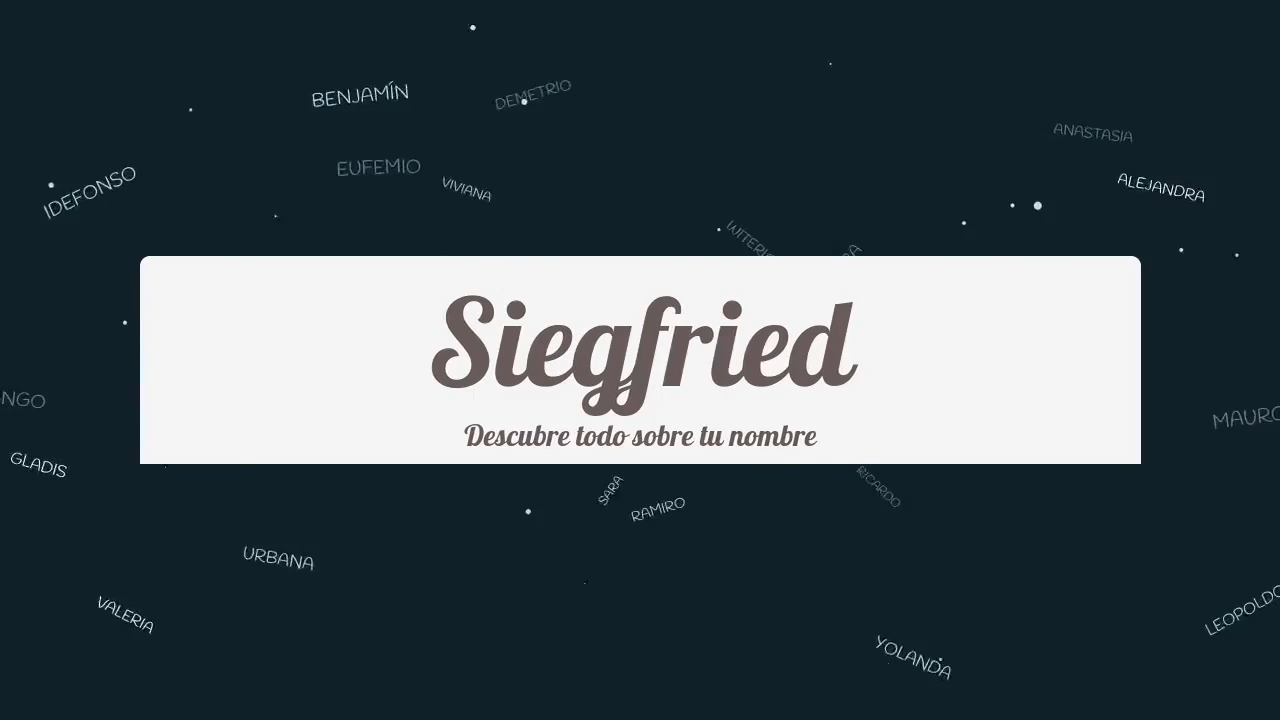 BENJAMÍN
DEMETRIO
ANASTASIA
EUFEMIO
VIVIANA
IDEFONSO
ALEJANDRA
Siegfried
Descubre todo sobre tu nombre
NGO
MAURO
GLADIS
SARA
RICARDO
RAMIRO
URBANA
VALERIA
LEOPOLDO
YOLANDA